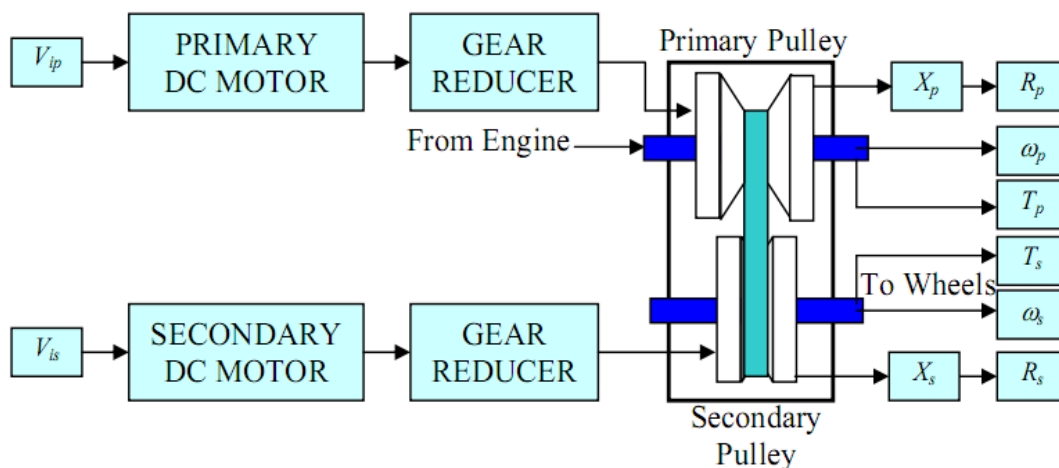 V_ip
PRIMARY
DC MOTOR
GEAR
REDUCER
Primary Pulley
X_p
R_p
From Engine
ω_p
T_p
T_s
To Wheels
V_is
SECONDARY
DC MOTOR
GEAR
REDUCER
ω_s
X_s
R_s
Secondary
Pulley